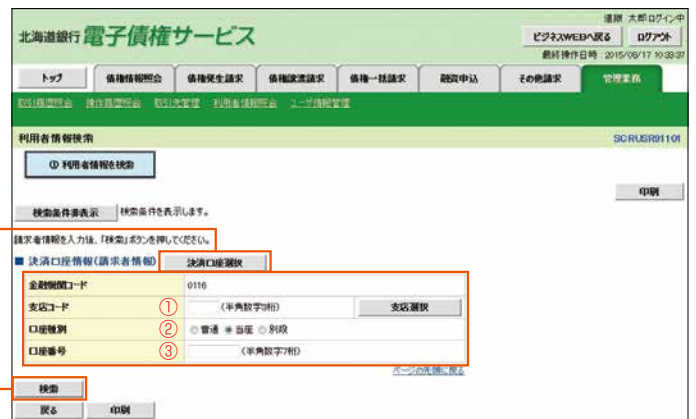 道銀 太郎ログイン中
北海道銀行電子債権サービス
ビジネスWEBへ戻る ログアウト
最終操作日時:2015/06/17 10:33:37
トップ 債権情報照会 債権発生請求 債権譲渡請求 債権一括請求 融資申込 その他請求 管理業務
取引履歴照会 操作履歴照会 取引先管理 利用者情報照会 ユーザ情報管理
利用者情報検索 SCRUSR01101
① 利用者情報を検索
印刷
検索条件非表示 検索条件を表示します。
請求者情報を入力後、「検索」ボタンを押してください。
■ 決済口座情報(請求者情報) 決済口座選択
金融機関コード 0116
支店コード ① (半角数字3桁) 支店選択
口座種別 ② 普通 当座 別段
口座番号 ③ (半角数字7桁)
ページの先頭に戻る
検索
戻る 印刷